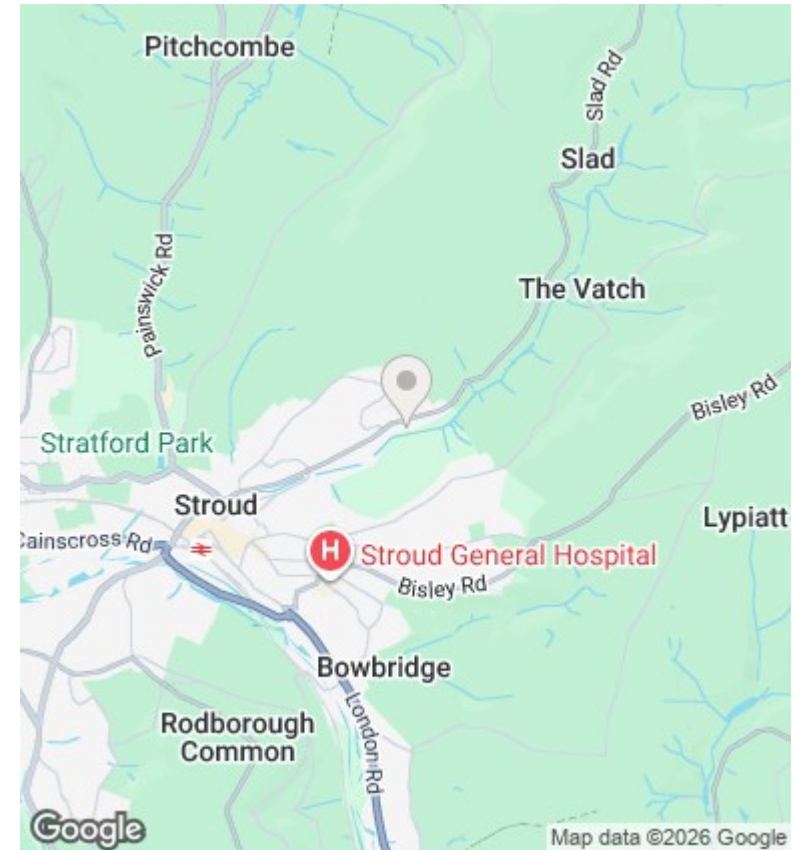 Pitchcombe
Slad Rd
Slad
Painswick Rd
The Vatch
Bisley Rd
Stratford Park
Stroud
Lypiatt
Cainscross Rd
H
Stroud General Hospital
Bisley Rd
Bowbridge
London Rd
Rodborough
Common
Google
Map data ©2026 Google